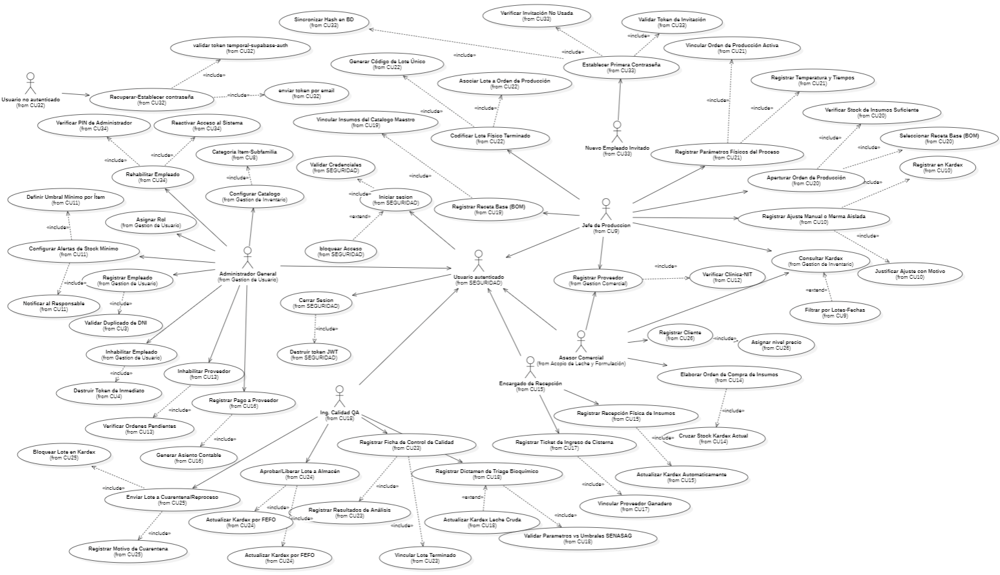 Sincronizar Hash en BD
(from CU33)
Verificar Invitación No Usada
(from CU33)
Validar Token de Invitación
(from CU33)
«include»
validar token temporal-supabase-auth
(from CU32)
«include»
«include»
Vincular Orden de Producción Activa
(from CU21)
Generar Código de Lote Único
(from CU22)
Establecer Primera Contraseña
(from CU33)
Usuario no autenticado
(from CU32)
«include»
Asociar Lote a Orden de Producción
(from CU22)
Registrar Temperatura y Tiempos
(from CU21)
Recuperar-Establecer contraseña
(from CU32)
«include»
enviar token por email
(from CU32)
«include»
«include»
«include»
Verificar Stock de Insumos Suficiente
(from CU20)
Verificar PIN de Administrador
(from CU34)
Reactivar Acceso al Sistema
(from CU34)
Vincular Insumos del Catalogo Maestro
(from CU19)
«include»
Codificar Lote Físico Terminado
(from CU22)
Nuevo Empleado Invitado
(from CU33)
«include»
Seleccionar Receta Base (BOM)
(from CU20)
«include»
«include»
«include»
Categoria Item-Subfamilia
(from CU8)
Registrar Parámetros Físicos del Proceso
(from CU21)
Rehabilitar Empleado
(from CU34)
«include»
Validar Credenciales
(from SEGURIDAD)
«include»
Aperturar Orden de Producción
(from CU20)
Registrar en Kardex
(from CU10)
«include»
Definir Umbral Mínimo por Ítem
(from CU11)
Configurar Catalogo
(from Gestion de Inventario)
«include»
Iniciar sesion
(from SEGURIDAD)
Registrar Receta Base (BOM)
(from CU19)
Asignar Rol
(from Gestion de Usuario)
«extend»
Jefe de Produccion
(from CU9)
Registrar Ajuste Manual o Merma Aislada
(from CU10)
«include»
«include»
Configurar Alertas de Stock Mínimo
(from CU11)
bloquear Acceso
(from SEGURIDAD)
Consultar Kardex
(from Gestion de Inventario)
Administrador General
(from Gestion de Usuario)
Usuario autenticado
(from SEGURIDAD)
«include»
Justificar Ajuste con Motivo
(from CU10)
Registrar Empleado
(from Gestion de Usuario)
«include»
Registrar Proveedor
(from Gestion Comercial)
Verificar Clínica-NIT
(from CU12)
«extend»
Notificar al Responsable
(from CU11)
«include»
Cerrar Sesion
(from SEGURIDAD)
Filtrar por Lotes-Fechas
(from CU9)
Validar Duplicado de DNI
(from CU3)
«include»
Registrar Cliente
(from CU26)
«include»
Asignar nivel precio
(from CU26)
Inhabilitar Empleado
(from Gestion de Usuario)
Destruir token JWT
(from SEGURIDAD)
Asesor Comercial
(from Acopio de Leche y Formulación)
«include»
Inhabilitar Proveedor
(from CU13)
Encargado de Recepción
(from CU15)
Elaborar Orden de Compra de Insumos
(from CU14)
Destruir Token de Inmediato
(from CU4)
Registrar Pago a Proveedor
(from CU16)
«include»
Ing. Calidad QA
(from CU18)
Registrar Recepción Física de Insumos
(from CU15)
«include»
Verificar Ordenes Pendientes
(from CU13)
«include»
Registrar Ficha de Control de Calidad
(from CU23)
Registrar Ticket de Ingreso de Cisterna
(from CU17)
«include»
Cruzar Stock Kardex Actual
(from CU14)
Bloquear Lote en Kardex
(from CU25)
Generar Asiento Contable
(from CU16)
Aprobar/Liberar Lote a Almacén
(from CU24)
Registrar Dictamen de Triage Bioquímico
(from CU18)
Actualizar Kardex Automaticamente
(from CU15)
«include»
«include»
«include»
Enviar Lote a Cuarentena/Reproceso
(from CU25)
«extend»
Vincular Proveedor Ganadero
(from CU17)
«include»
Registrar Resultados de Análisis
(from CU23)
«include»
Actualizar Kardex por FEFO
(from CU24)
«include»
Actualizar Kardex Leche Cruda
(from CU18)
«include»
«include»
Validar Parametros vs Umbrales SENASAG
(from CU18)
Registrar Motivo de Cuarentena
(from CU25)
Actualizar Kardex por FEFO
(from CU24)
Vincular Lote Terminado
(from CU23)